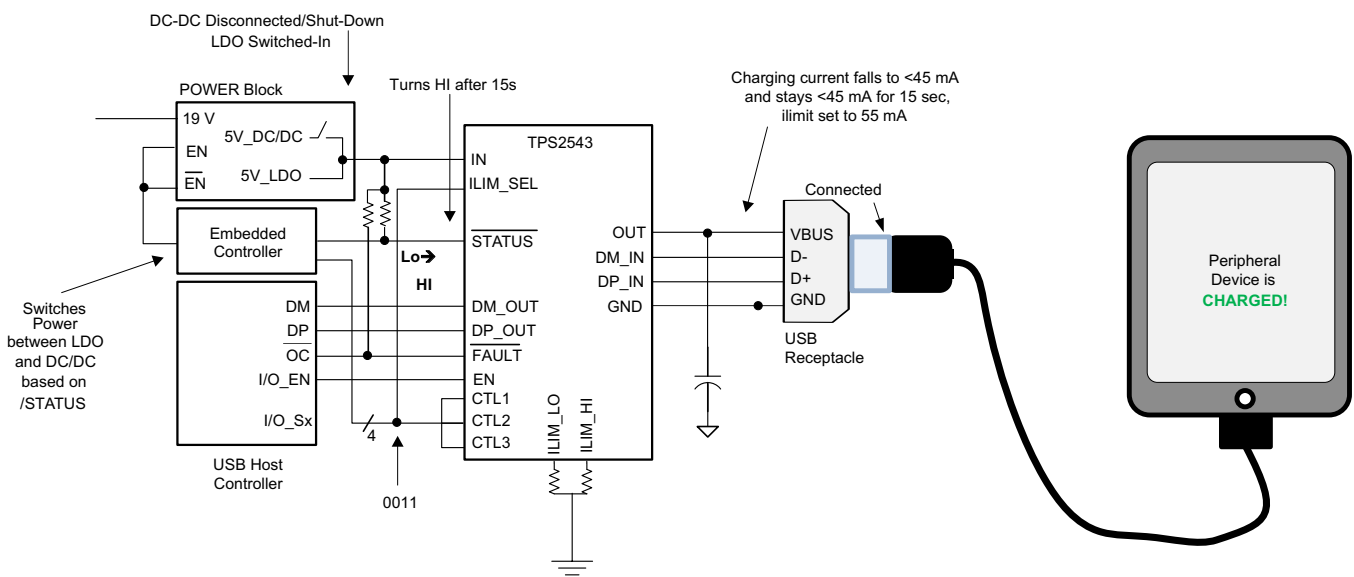 DC-DC Disconnected/Shut-Down
LDO Switched-In
POWER Block
19 V
5V_DC/DC
EN
EN
5V_LDO
Turns HI after 15s
Charging current falls to <45 mA
and stays <45 mA for 15 sec,
ilimit set to 55 mA
TPS2543
IN
ILIM_SEL
STATUS
Lo→
HI
DM_OUT
DP_OUT
FAULT
EN
CTL1
CTL2
CTL3
ILIM_LO
ILIM_HI
OUT
DM_IN
DP_IN
GND
Embedded
Controller
Switches
Power
between LDO
and DC/DC
based on
/STATUS
DM
DP
OC
I/O_EN
I/O_Sx
USB Host
Controller
4
0011
Connected
VBUS
D-
D+
GND
USB
Receptacle
Peripheral
Device is
CHARGED!